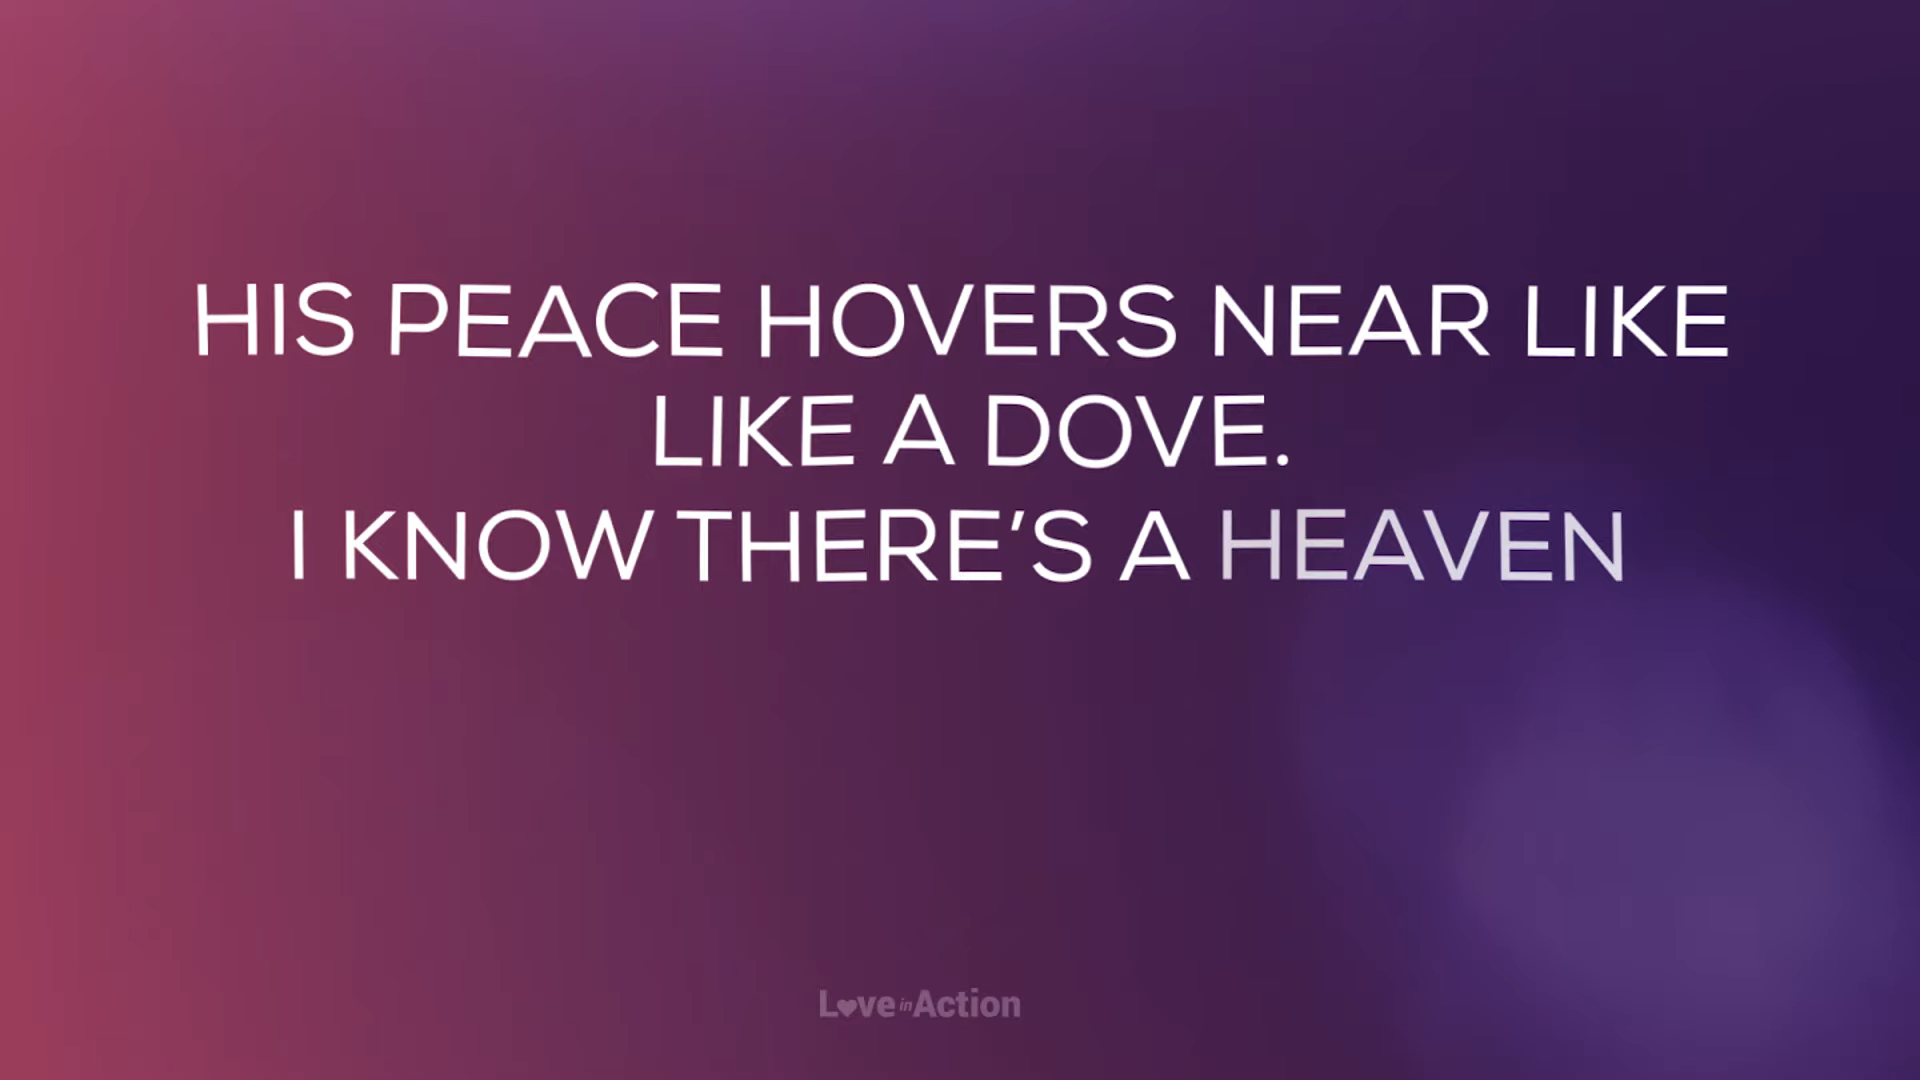 HIS PEACE HOVERS NEAR LIKE
LIKE A DOVE.
I KNOW THERE’S A HEAVEN
Love in Action